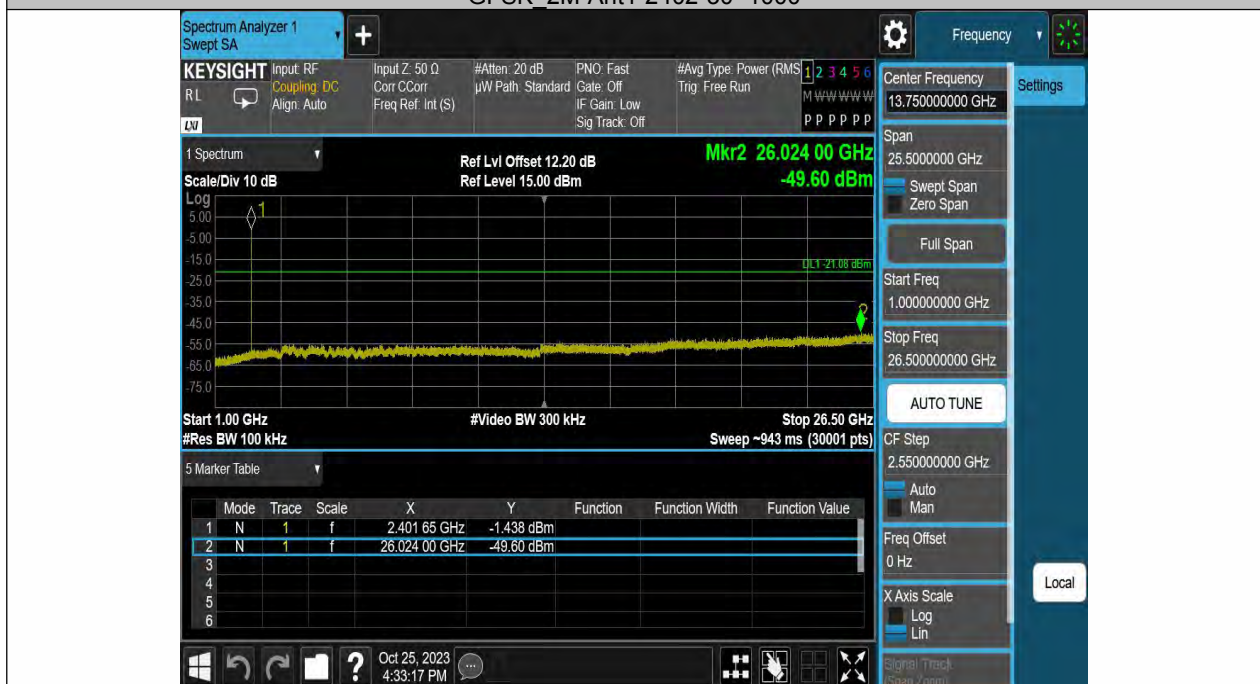 Spectrum Analyzer 1
Swept SA
Frequency
KEYSIGHT
RL
LXI
Input: RF
Coupling: DC
Align: Auto
Input Z: 50 Ω
Corr CCorr
Freq Ref: Int (S)
#Atten: 20 dB
µW Path: Standard
PNO: Fast
Gate: Off
IF Gain: Low
Sig Track: Off
#Avg Type: Power (RMS
Trig: Free Run
1 2 3 4 5 6
M W W W W W
P P P P P P
Center Frequency
13.750000000 GHz
Settings
Span
25.5000000 GHz
Swept Span
Zero Span
Full Span
Start Freq
1.000000000 GHz
Stop Freq
26.500000000 GHz
AUTO TUNE
CF Step
2.550000000 GHz
Auto
Man
Freq Offset
0 Hz
X Axis Scale
Log
Lin
Signal Track
Local
1 Spectrum
Scale/Div 10 dB
Ref Lvl Offset 12.20 dB
Ref Level 15.00 dBm
Mkr2 26.024 00 GHz
-49.60 dBm
Log
5.00
-5.00
-15.0
-25.0
-35.0
-45.0
-55.0
-65.0
-75.0
1
DL1 -21.08 dBm
2
Start 1.00 GHz
#Video BW 300 kHz
Stop 26.50 GHz
#Res BW 100 kHz
Sweep ~943 ms (30001 pts)
5 Marker Table
Mode Trace Scale X Y Function Function Width Function Value
1 N 1 f 2.401 65 GHz -1.438 dBm
2 N 1 f 26.024 00 GHz -49.60 dBm
3
4
5
6
Oct 25, 2023
4:33:17 PM